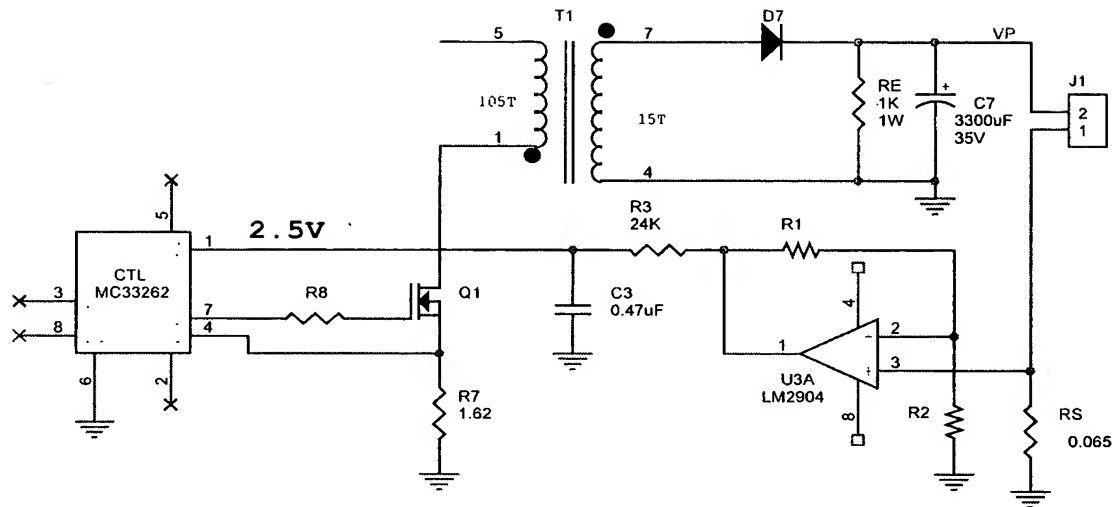 T1
D7
5
7
VP
105T
15T
RE
1K
1W
+
C7
3300uF
35V
J1
2
1
1
4
5
2.5V
R3
24K
R1
1
CTL
MC33262
3
8
7
4
6
2
R8
Q1
C3
0.47uF
4
2
3
1
8
-
+
U3A
LM2904
R7
1.62
R2
RS
0.065